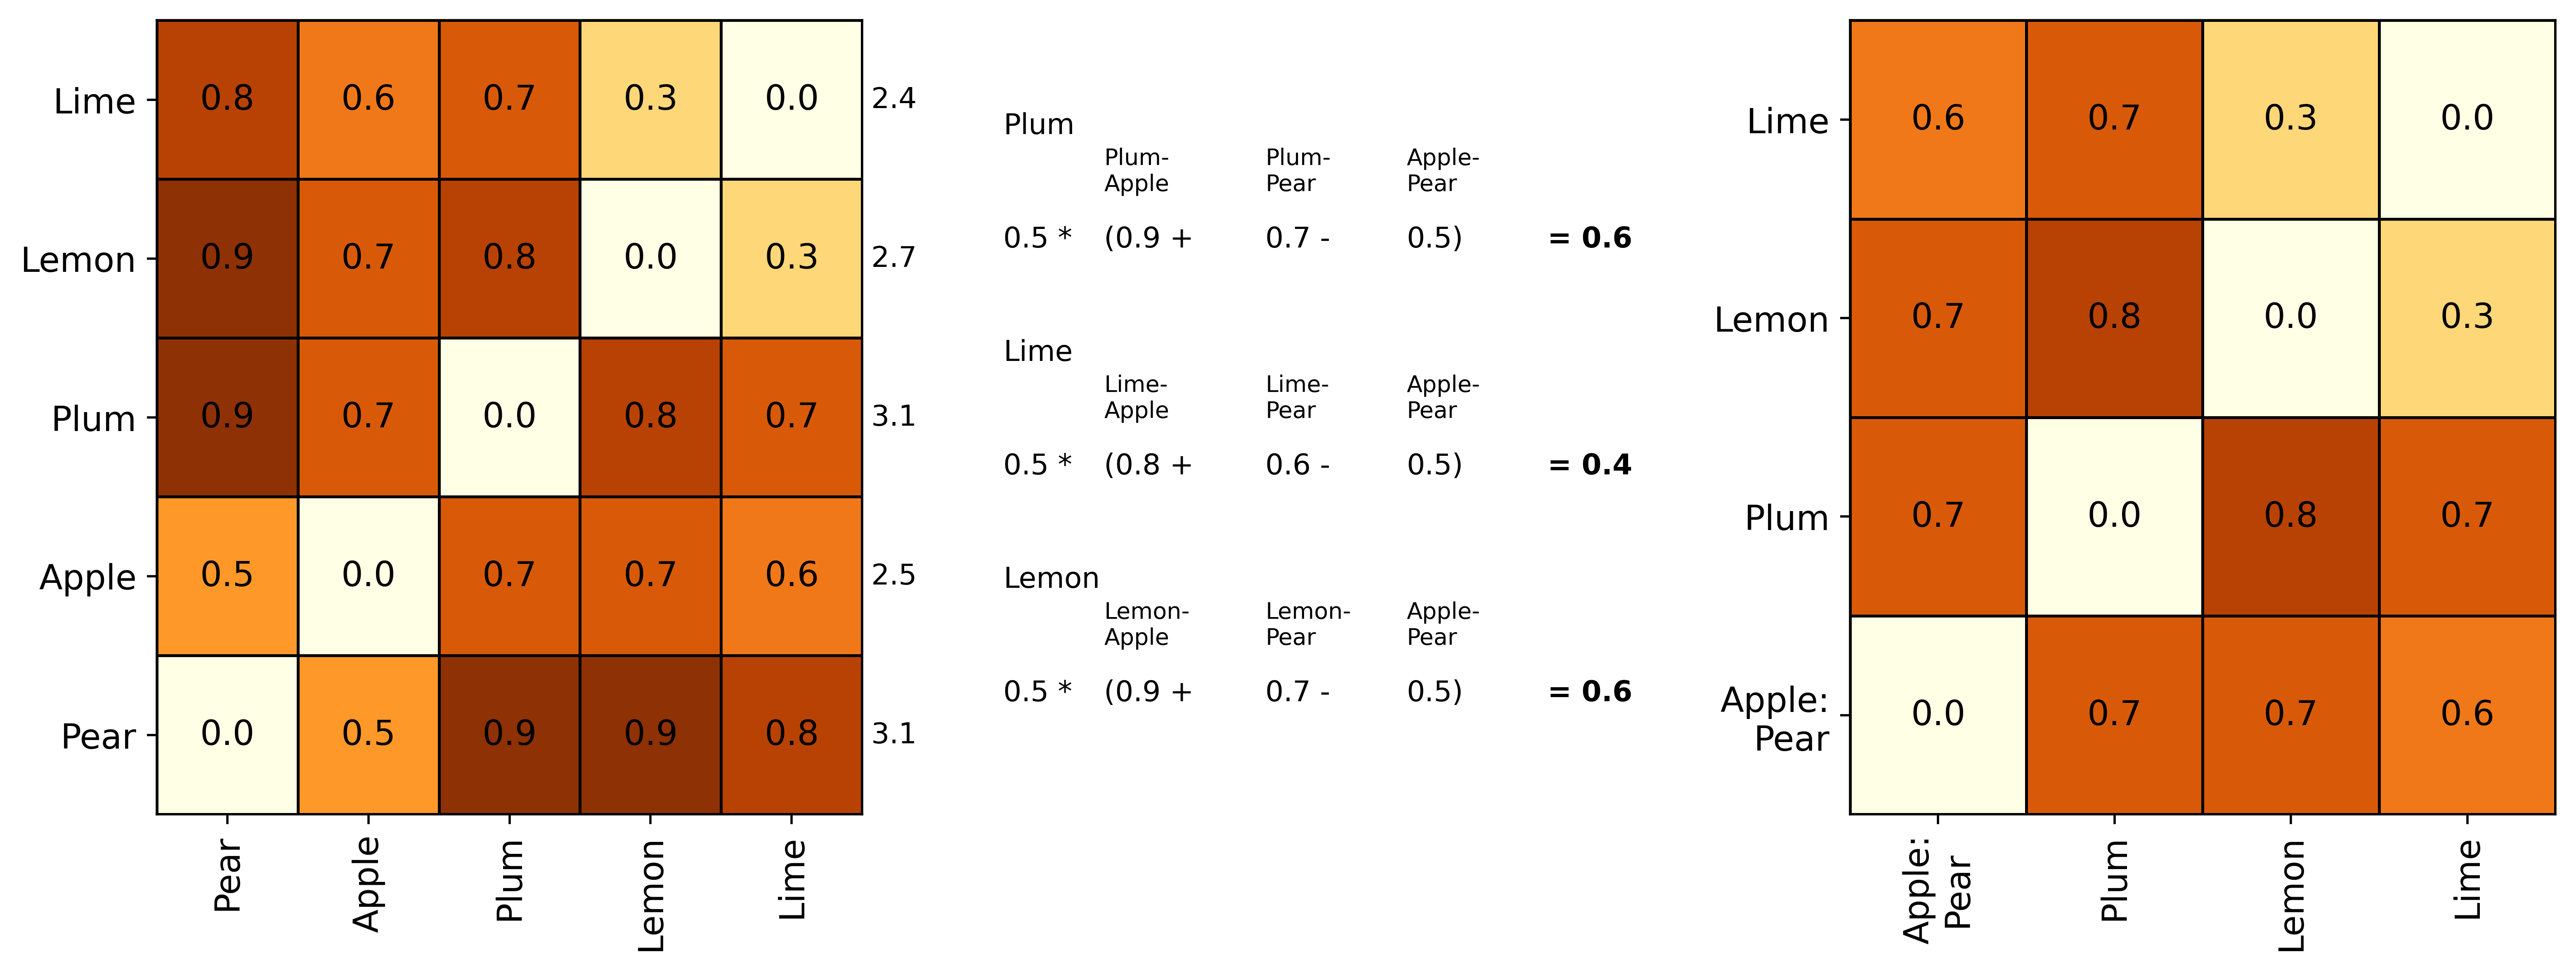 Lime 0.8 0.6 0.7 0.3 0.0 2.4
Lemon 0.9 0.7 0.8 0.0 0.3 2.7
Plum 0.9 0.7 0.0 0.8 0.7 3.1
Apple 0.5 0.0 0.7 0.7 0.6 2.5
Pear 0.0 0.5 0.9 0.9 0.8 3.1
Pear Apple Plum Lemon Lime
Plum
Plum- Plum- Apple-
Apple Pear Pear
0.5 * (0.9 + 0.7 - 0.5) = 0.6
Lime
Lime- Lime- Apple-
Apple Pear Pear
0.5 * (0.8 + 0.6 - 0.5) = 0.4
Lemon
Lemon- Lemon- Apple-
Apple Pear Pear
0.5 * (0.9 + 0.7 - 0.5) = 0.6
Lime 0.6 0.7 0.3 0.0
Lemon 0.7 0.8 0.0 0.3
Plum 0.7 0.0 0.8 0.7
Apple:
Pear 0.0 0.7 0.7 0.6
Apple:
Pear Plum Lemon Lime